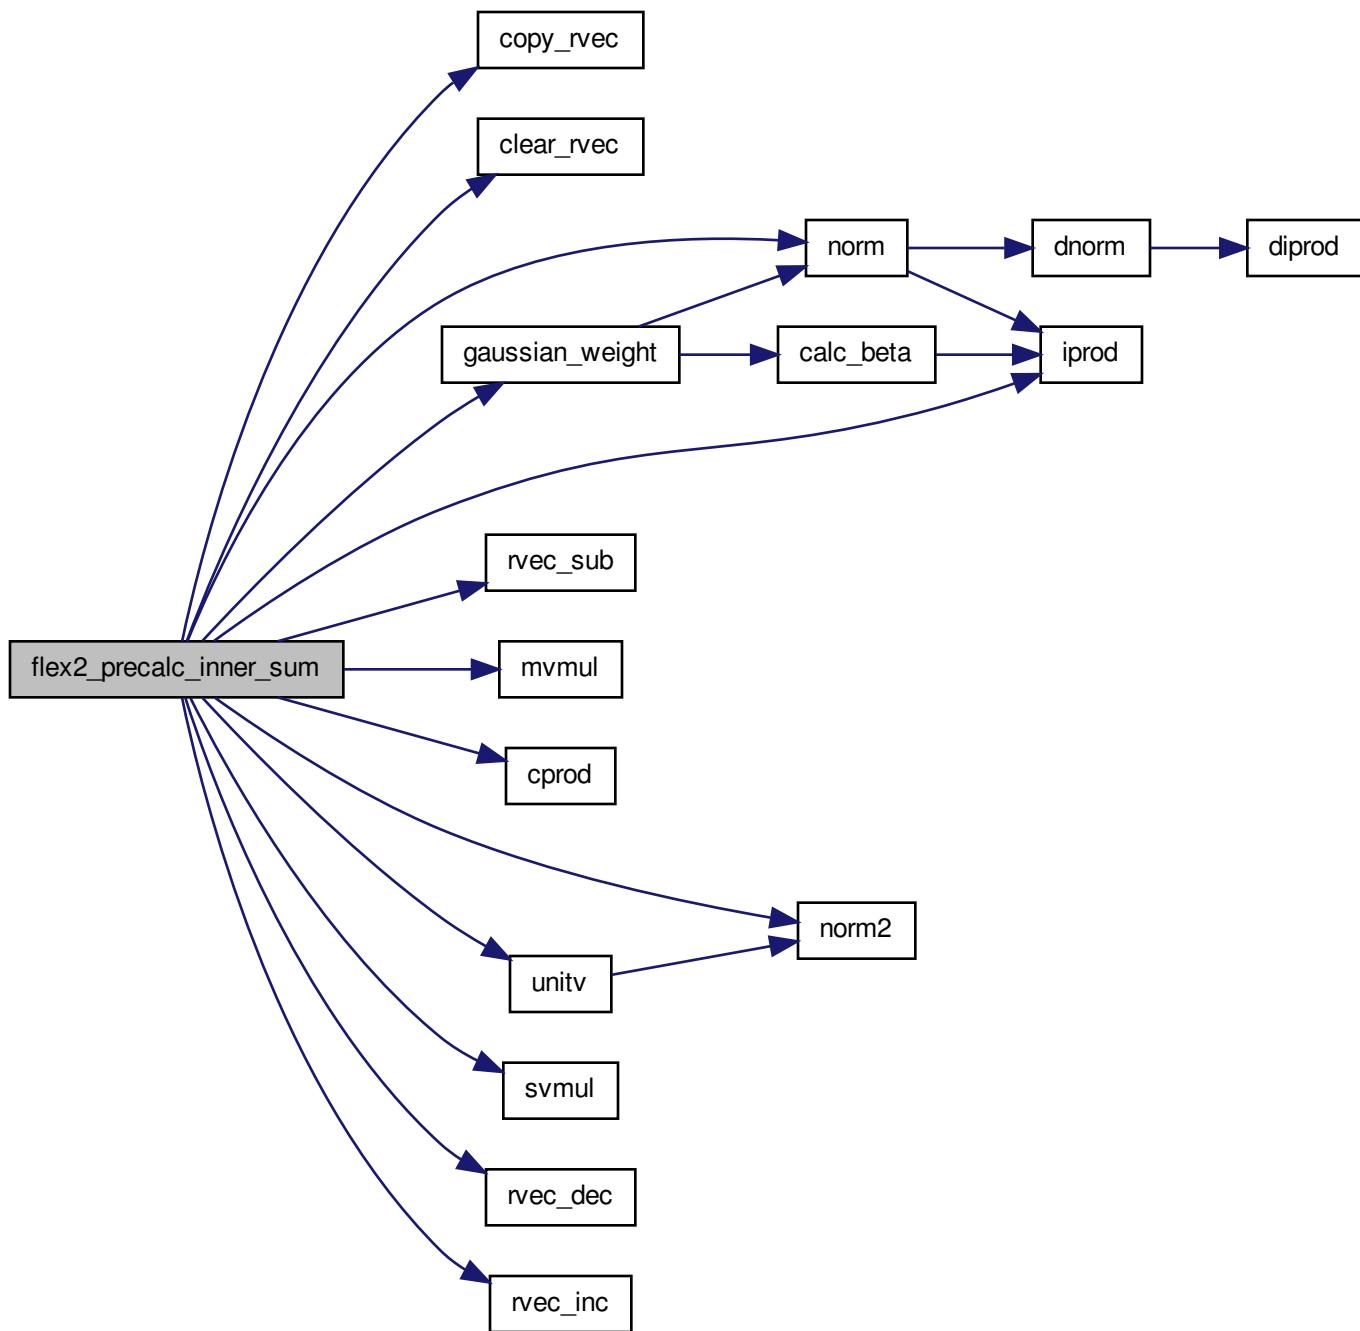 copy_rvec
clear_rvec
norm
dnorm
diprod
gaussian_weight
calc_beta
iprod
rvec_sub
flex2_precalc_inner_sum
mvmul
cprod
norm2
unitv
svmul
rvec_dec
rvec_inc